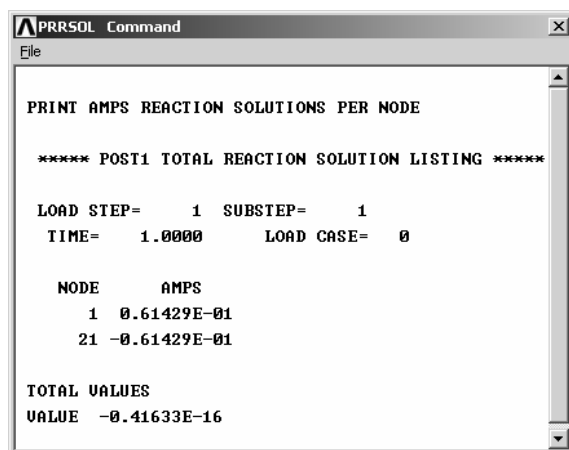 PRRSOL Command
File
PRINT AMPS REACTION SOLUTIONS PER NODE
***** POST1 TOTAL REACTION SOLUTION LISTING *****
LOAD STEP= 1 SUBSTEP= 1
TIME= 1.0000 LOAD CASE= 0
NODE AMPS
1 0.61429E-01
21 -0.61429E-01
TOTAL VALUES
VALUE -0.41633E-16